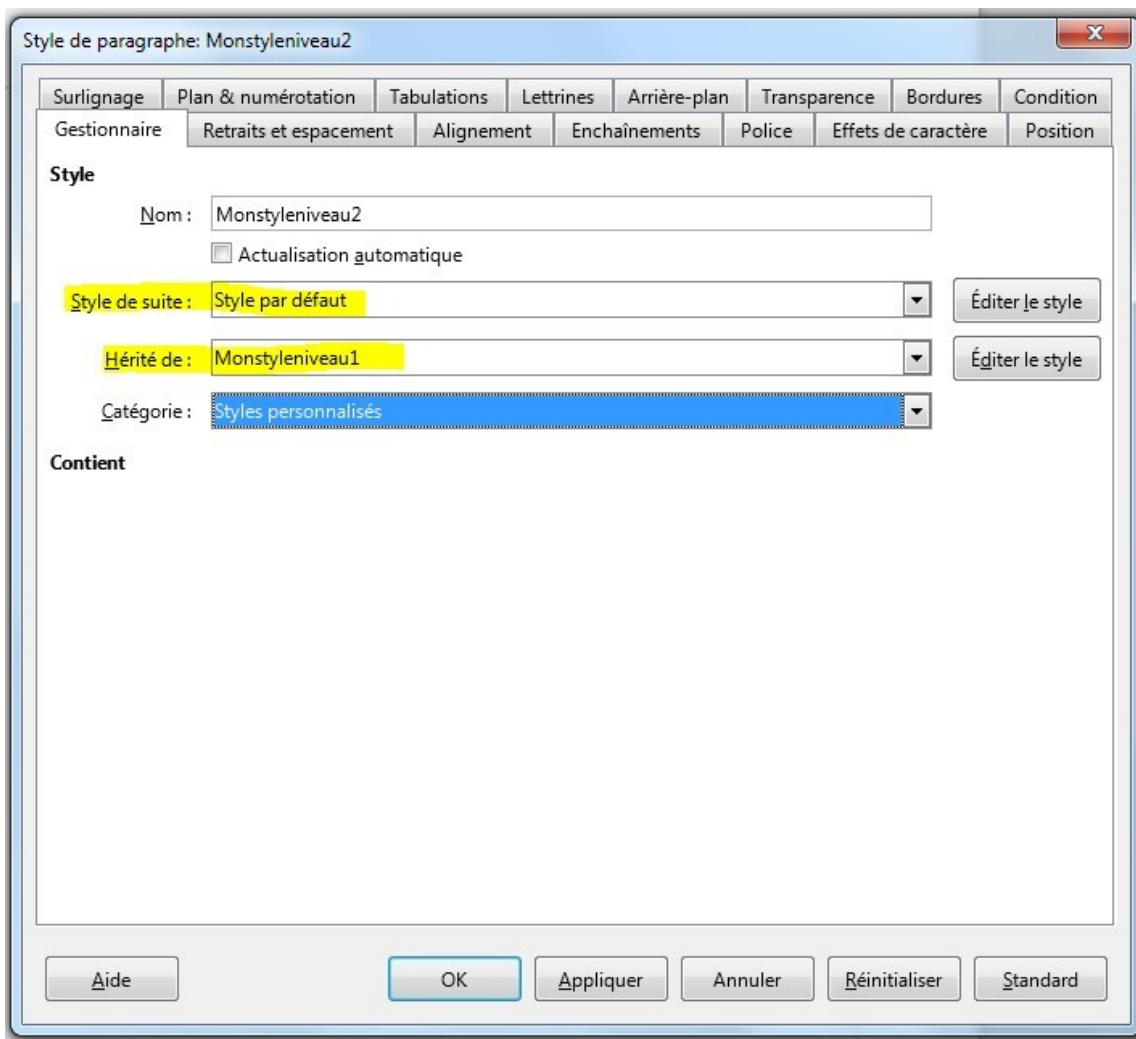 Style de paragraphe: Monstyleniveau2
Surlignage Plan & numérotation Tabulations Lettrines Arrière-plan Transparence Bordures Condition
Gestionnaire Retraits et espacement Alignement Enchaînements Police Effets de caractère Position
Style
Nom : Monstyleniveau2
Actualisation automatique
Style de suite : Style par défaut Éditer le style
Hérité de : Monstyleniveau1 Éditer le style
Catégorie : Styles personnalisés
Contient
Aide OK Appliquer Annuler Réinitialiser Standard